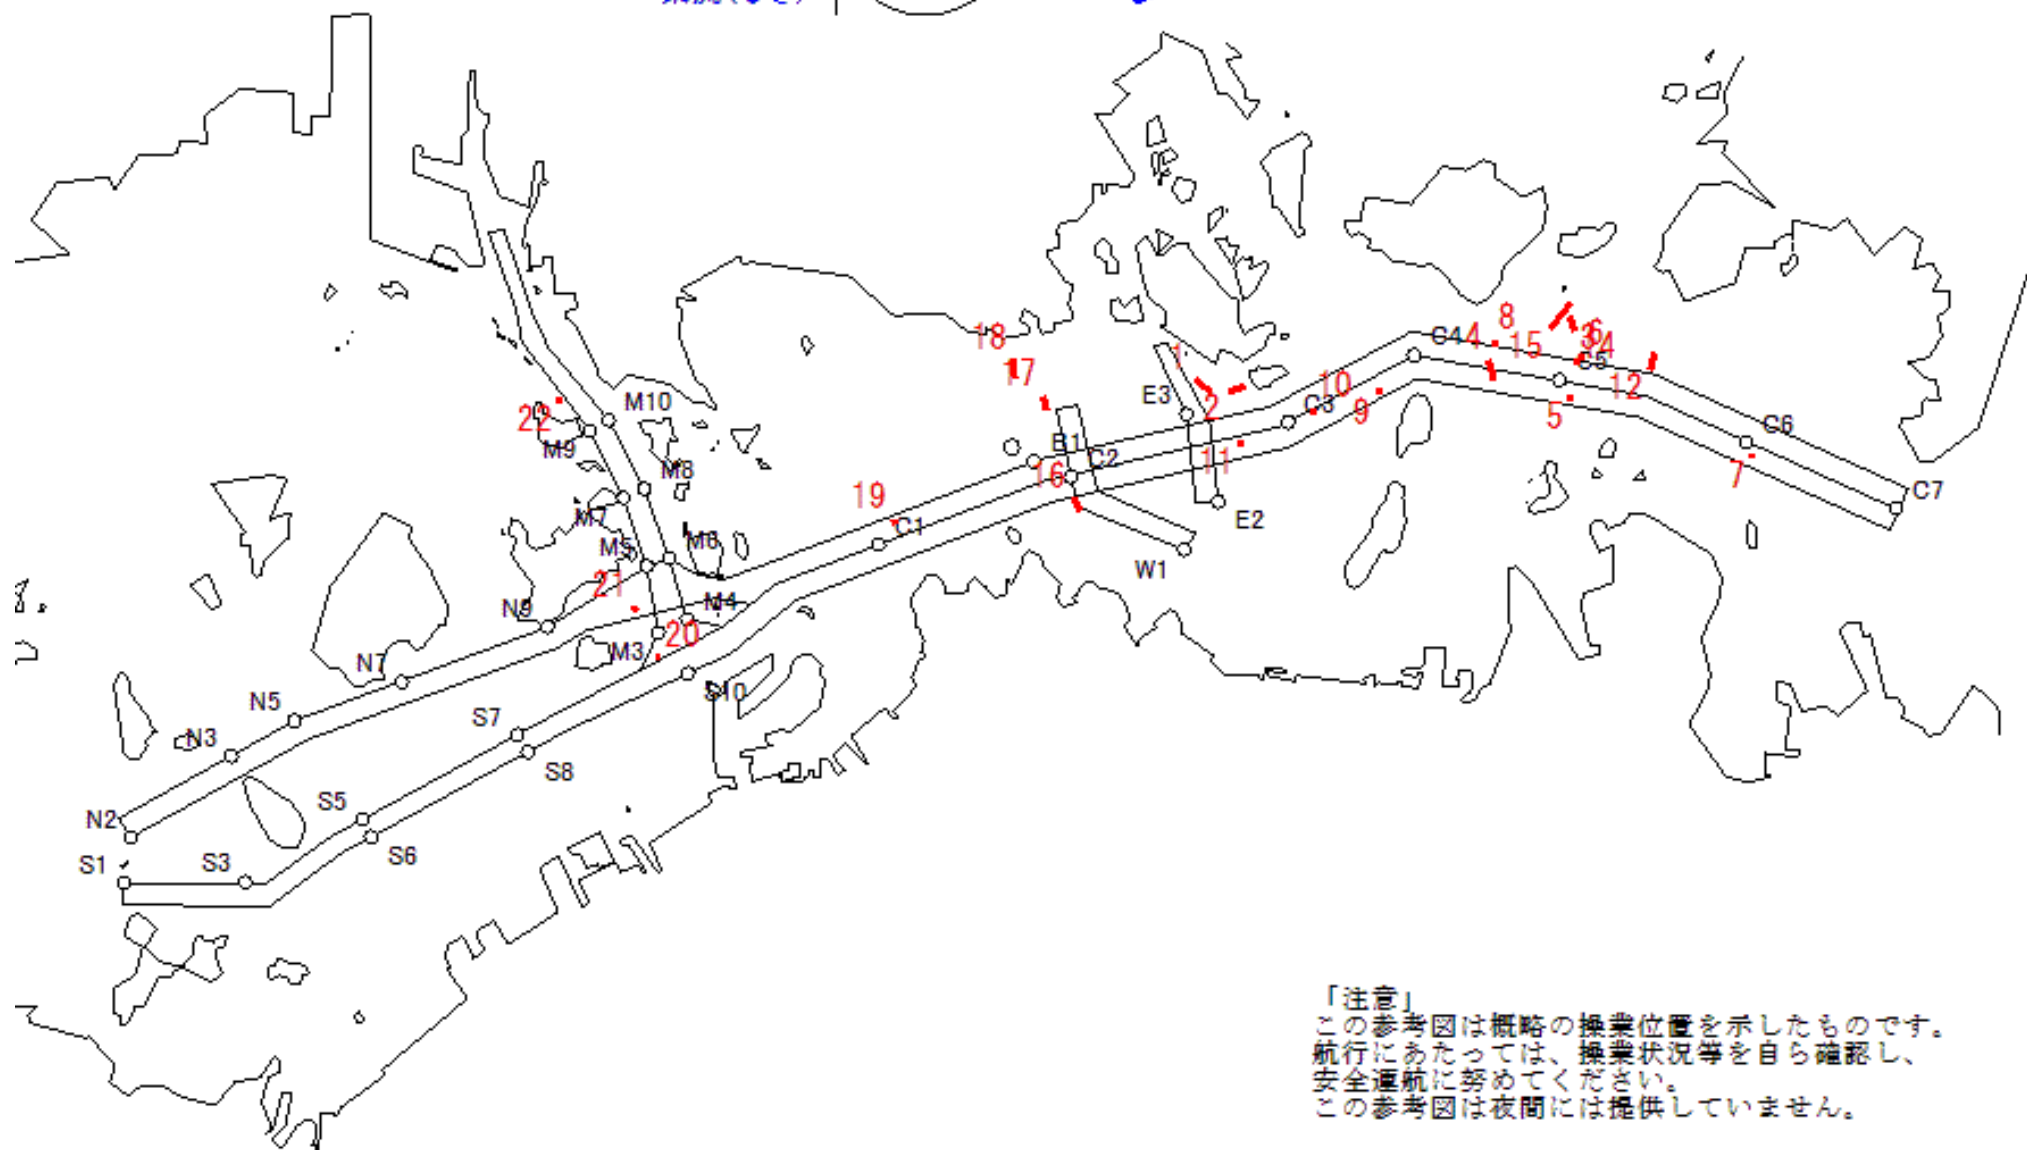 18
17
1
2
E3
10
C3
9
4
8
C4
15
3
6
14
C5
12
5
C6
7
C7
M10
22
M9
M8
B1
C2
16
11
E2
W1
19
C1
M7
M5
M6
21
M4
N9
20
M3
N7
S10
N5
S7
N3
S8
N2
S5
S6
S1
S3
「注意」
この参考図は概略の操業位置を示したものです。
航行にあたっては、操業状況等を自ら確認し、
安全運航に努めてください。
この参考図は夜間には提供していません。